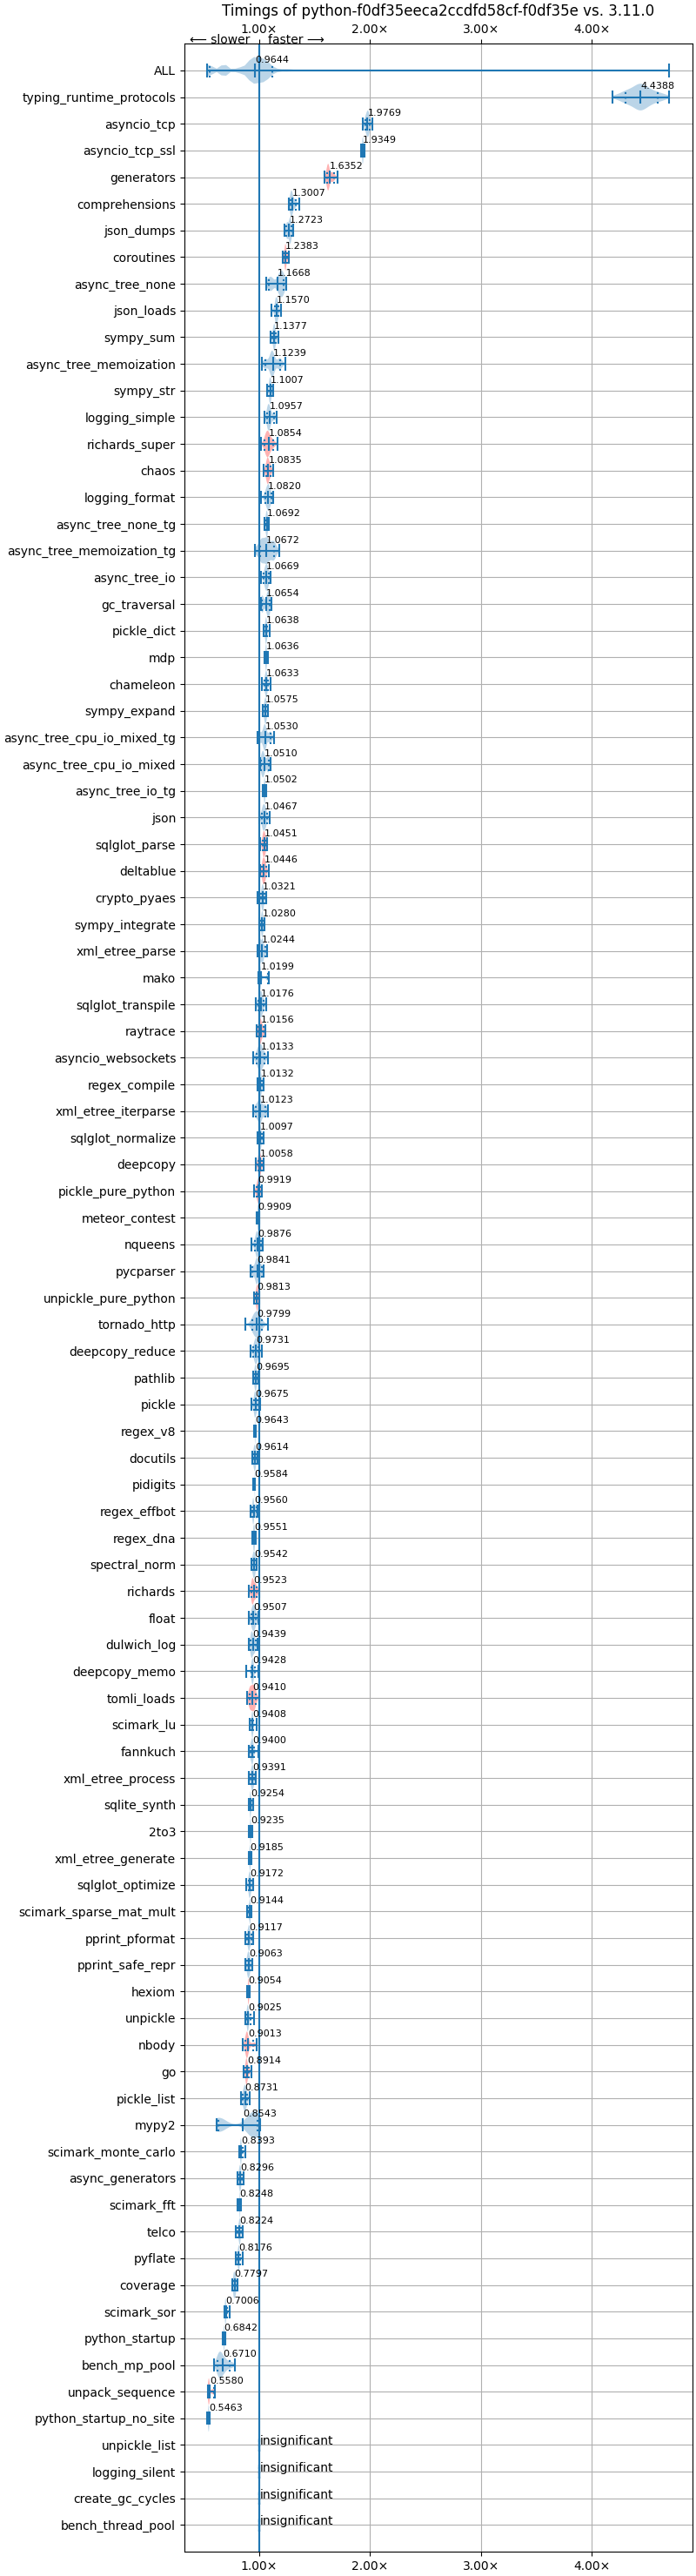 Timings of python-f0df35eeca2ccdfd58cf-f0df35e vs. 3.11.0
1.00× 2.00× 3.00× 4.00×
⟵ slower faster ⟶
ALL 0.9644
typing_runtime_protocols 4.4388
asyncio_tcp 1.9769
asyncio_tcp_ssl 1.9349
generators 1.6352
comprehensions 1.3007
json_dumps 1.2723
coroutines 1.2383
async_tree_none 1.1668
json_loads 1.1570
sympy_sum 1.1377
async_tree_memoization 1.1239
sympy_str 1.1007
logging_simple 1.0957
richards_super 1.0854
chaos 1.0835
logging_format 1.0820
async_tree_none_tg 1.0692
async_tree_memoization_tg 1.0672
async_tree_io 1.0669
gc_traversal 1.0654
pickle_dict 1.0638
mdp 1.0636
chameleon 1.0633
sympy_expand 1.0575
async_tree_cpu_io_mixed_tg 1.0530
async_tree_cpu_io_mixed 1.0510
async_tree_io_tg 1.0502
json 1.0467
sqlglot_parse 1.0451
deltablue 1.0446
crypto_pyaes 1.0321
sympy_integrate 1.0280
xml_etree_parse 1.0244
mako 1.0199
sqlglot_transpile 1.0176
raytrace 1.0156
asyncio_websockets 1.0133
regex_compile 1.0132
xml_etree_iterparse 1.0123
sqlglot_normalize 1.0097
deepcopy 1.0058
pickle_pure_python 0.9919
meteor_contest 0.9909
nqueens 0.9876
pycparser 0.9841
unpickle_pure_python 0.9813
tornado_http 0.9799
deepcopy_reduce 0.9731
pathlib 0.9695
pickle 0.9675
regex_v8 0.9643
docutils 0.9614
pidigits 0.9584
regex_effbot 0.9560
regex_dna 0.9551
spectral_norm 0.9542
richards 0.9523
float 0.9507
dulwich_log 0.9439
deepcopy_memo 0.9428
tomli_loads 0.9410
scimark_lu 0.9408
fannkuch 0.9400
xml_etree_process 0.9391
sqlite_synth 0.9254
2to3 0.9235
xml_etree_generate 0.9185
sqlglot_optimize 0.9172
scimark_sparse_mat_mult 0.9144
pprint_pformat 0.9117
pprint_safe_repr 0.9063
hexiom 0.9054
unpickle 0.9025
nbody 0.9013
go 0.8914
pickle_list 0.8731
mypy2 0.8543
scimark_monte_carlo 0.8393
async_generators 0.8296
scimark_fft 0.8248
telco 0.8224
pyflate 0.8176
coverage 0.7797
scimark_sor 0.7006
python_startup 0.6842
bench_mp_pool 0.6710
unpack_sequence 0.5580
python_startup_no_site 0.5463
unpickle_list insignificant
logging_silent insignificant
create_gc_cycles insignificant
bench_thread_pool insignificant
1.00× 2.00× 3.00× 4.00×